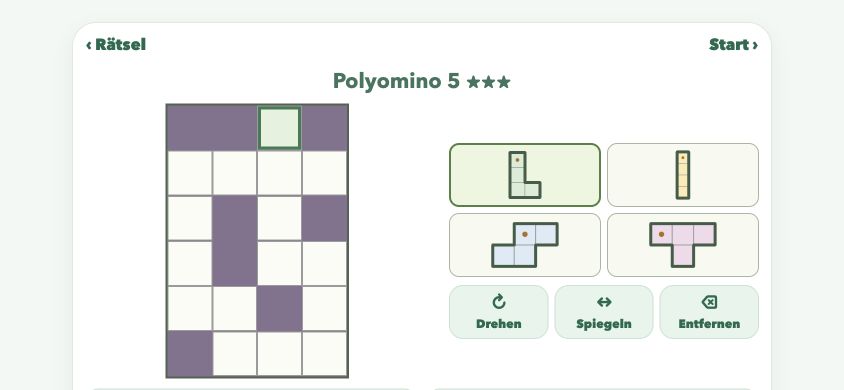 ‹ Rätsel
Start ›
Polyomino 5 ★★★
Drehen
Spiegeln
Entfernen